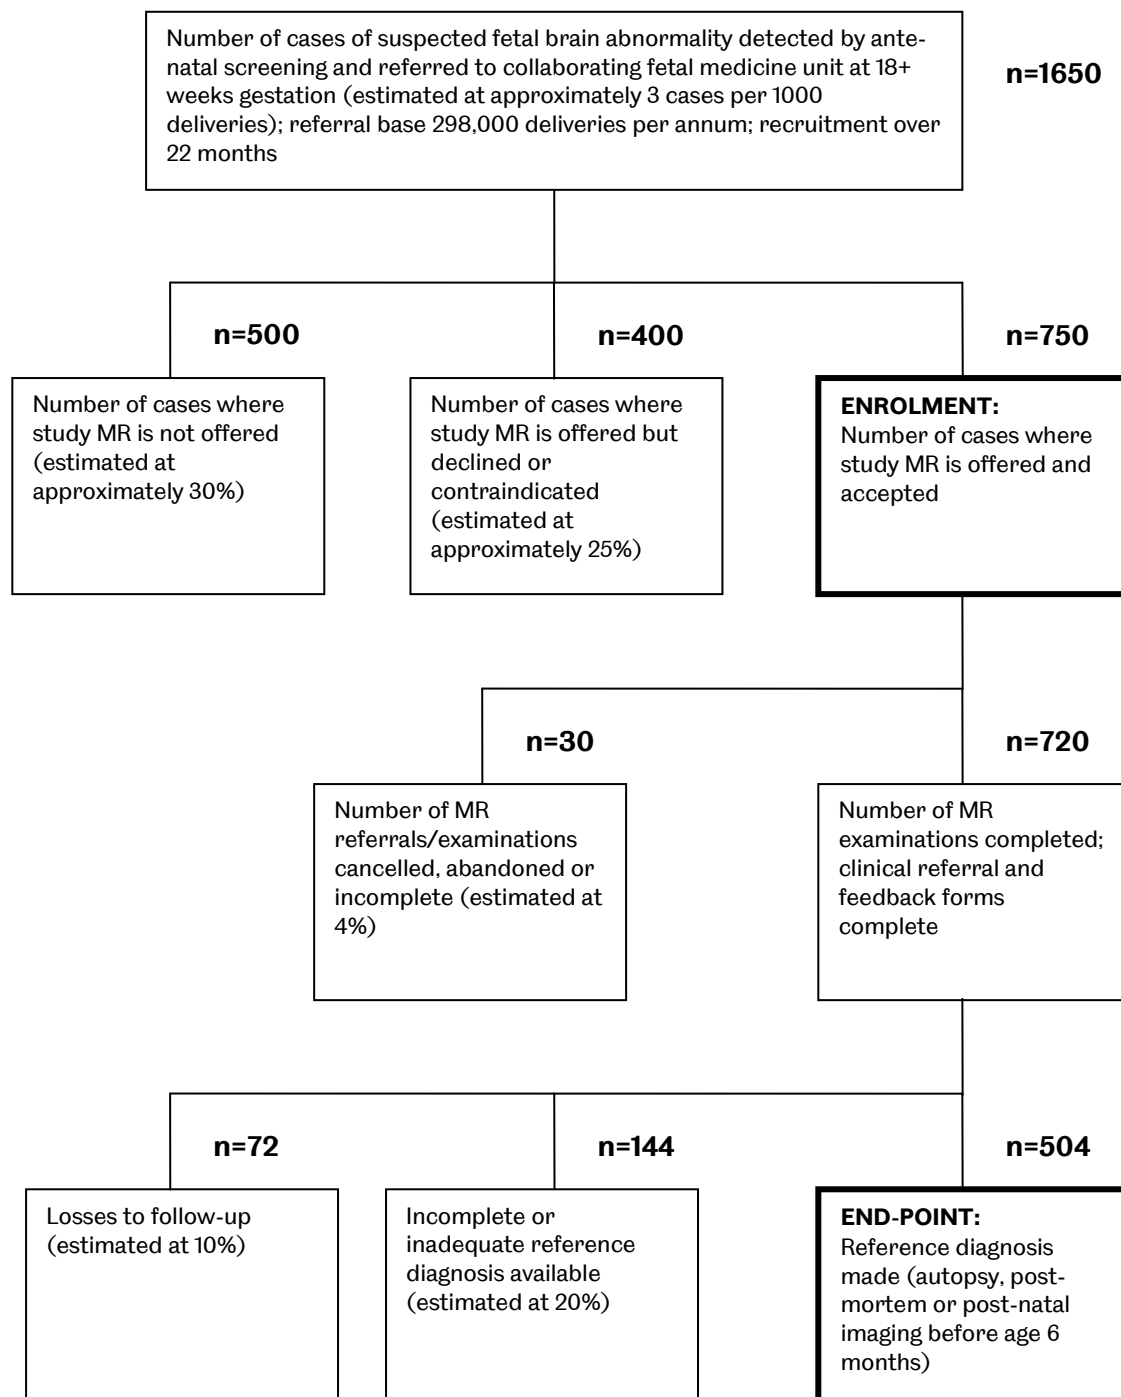 Number of cases of suspected fetal brain abnormality detected by ante-
natal screening and referred to collaborating fetal medicine unit at 18+
weeks gestation (estimated at approximately 3 cases per 1000
deliveries); referral base 298,000 deliveries per annum; recruitment over
22 months
n=1650
n=500
Number of cases where
study MR is not offered
(estimated at
approximately 30%)
n=400
Number of cases where
study MR is offered but
declined or
contraindicated
(estimated at
approximately 25%)
n=750
ENROLMENT:
Number of cases where
study MR is offered and
accepted
n=30
Number of MR
referrals/examinations
cancelled, abandoned or
incomplete (estimated at
4%)
n=720
Number of MR
examinations completed;
clinical referral and
feedback forms
complete
n=72
Losses to follow-up
(estimated at 10%)
n=144
Incomplete or
inadequate reference
diagnosis available
(estimated at 20%)
n=504
END-POINT:
Reference diagnosis
made (autopsy, post-
mortem or post-natal
imaging before age 6
months)